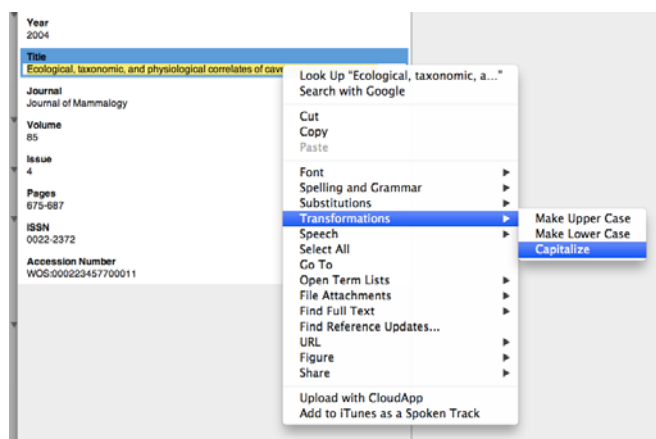 Year
2004
Title
Ecological, taxonomic, and physiological correlates of cave
Journal
Journal of Mammalogy
Volume
85
Issue
4
Pages
675-687
ISSN
0022-2372
Accession Number
WOS:000223457700011
Look Up "Ecological, taxonomic, a..."
Search with Google
Cut
Copy
Paste
Font
Spelling and Grammar
Substitutions
Transformations
Speech
Select All
Go To
Open Term Lists
File Attachments
Find Full Text
Find Reference Updates...
URL
Figure
Share
Upload with CloudApp
Add to iTunes as a Spoken Track
Make Upper Case
Make Lower Case
Capitalize